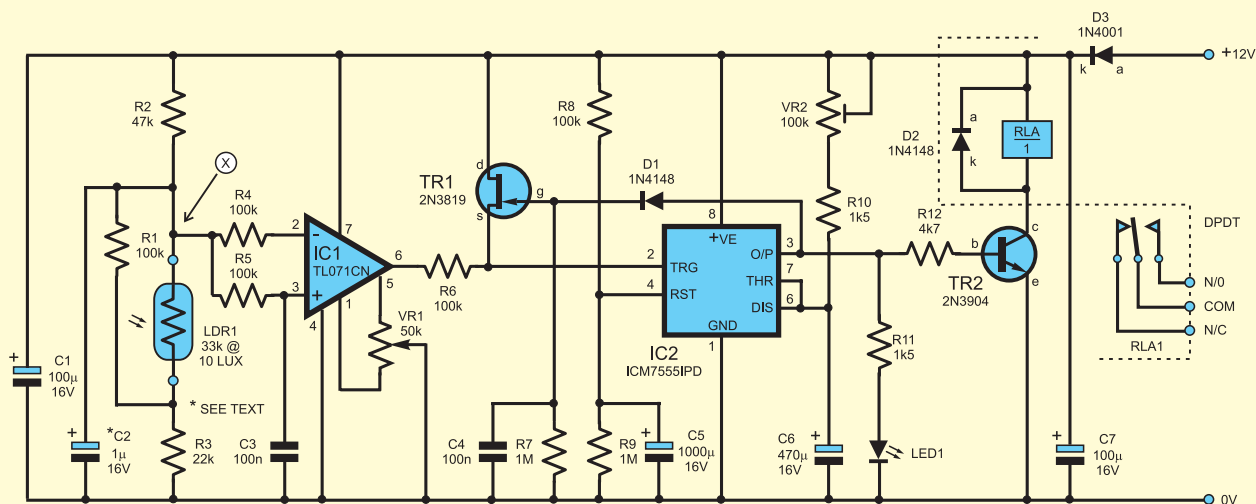 D3
1N4001
+12V
k
a
R2
47k
R8
100k
VR2
100k
a
D2
1N4148
k
RLA
1
X
D1
1N4148
d
TR1
2N3819
g
s
R4
100k
R1
100k
R5
100k
2
-
7
IC1
TL071CN
6
3
+
5
4
1
R6
100k
8
+VE
2
TRG
O/P
3
4
RST
THR
7
DIS
6
GND
1
IC2
ICM7555IPD
R10
1k5
R12
4k7
b
c
e
TR2
2N3904
DPDT
N/0
COM
N/C
RLA1
LDR1
33k @
10 LUX
VR1
50k
R11
1k5
+
C1
100µ
16V
* SEE TEXT
+
*C2
1µ
16V
R3
22k
C3
100n
C4
100n
R7
1M
R9
1M
+
C5
1000µ
16V
+
C6
470µ
16V
LED1
+
C7
100µ
16V
0V